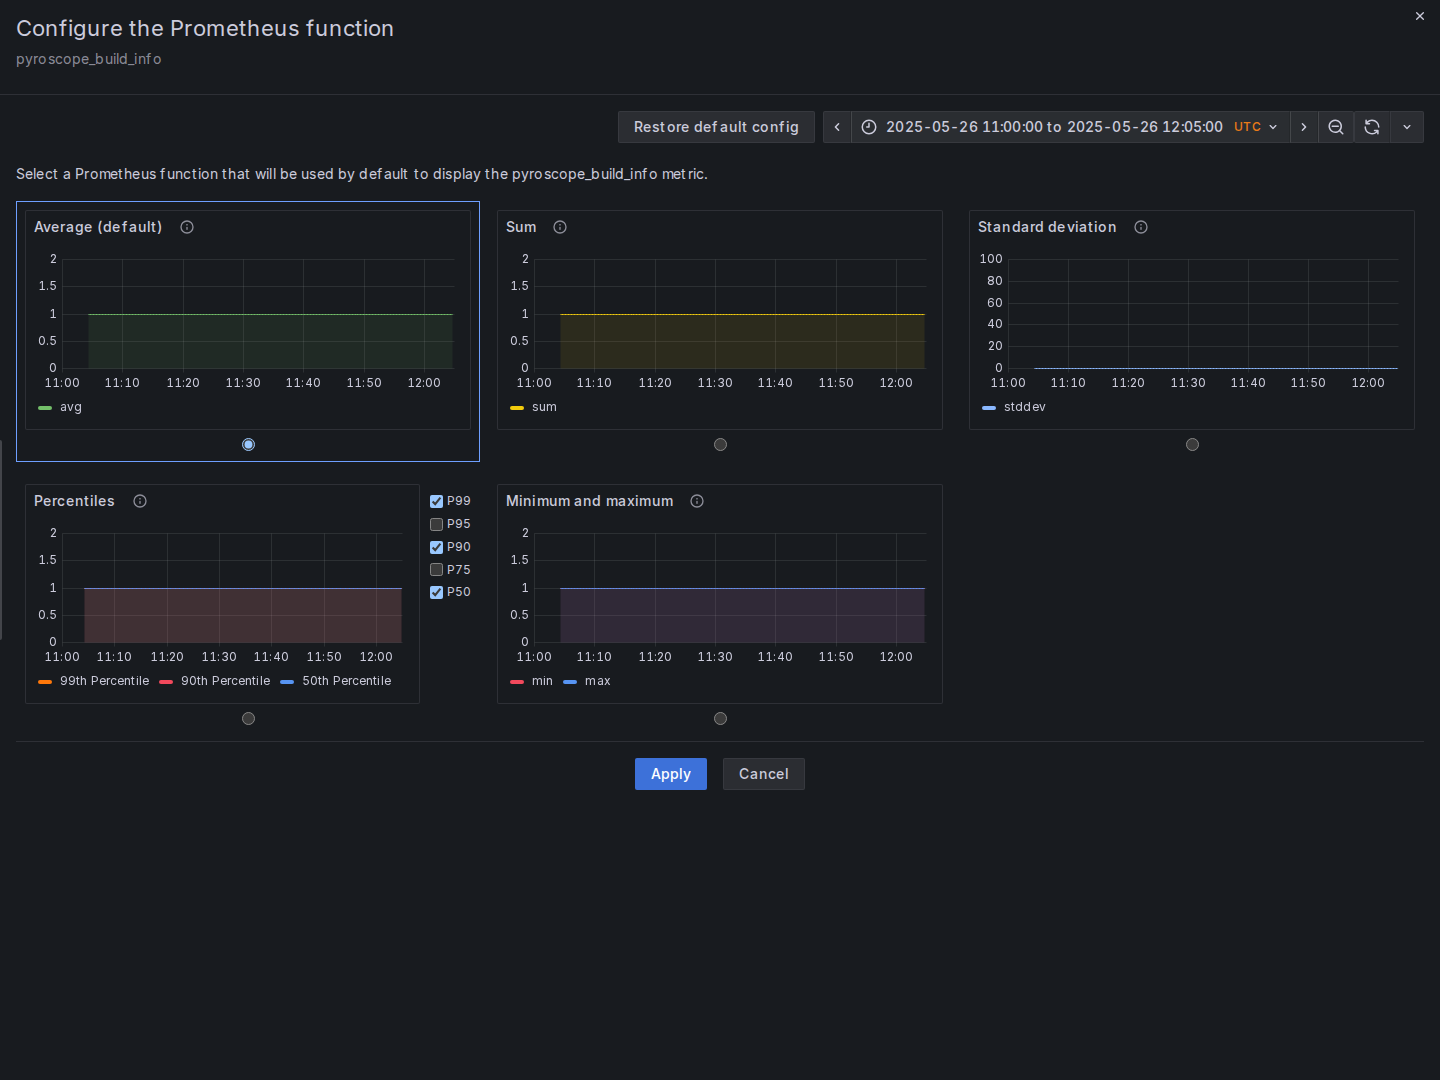 Configure the Prometheus function
pyroscope_build_info
Restore default config
2025-05-26 11:00:00 to 2025-05-26 12:05:00 UTC
Select a Prometheus function that will be used by default to display the pyroscope_build_info metric.
Average (default)
2
1.5
1
0.5
0
11:00 11:10 11:20 11:30 11:40 11:50 12:00
avg
Sum
2
1.5
1
0.5
0
11:00 11:10 11:20 11:30 11:40 11:50 12:00
sum
Standard deviation
100
80
60
40
20
0
11:00 11:10 11:20 11:30 11:40 11:50 12:00
stddev
Percentiles
2
1.5
1
0.5
0
11:00 11:10 11:20 11:30 11:40 11:50 12:00
99th Percentile 90th Percentile 50th Percentile
P99
P95
P90
P75
P50
Minimum and maximum
2
1.5
1
0.5
0
11:00 11:10 11:20 11:30 11:40 11:50 12:00
min max
Apply Cancel